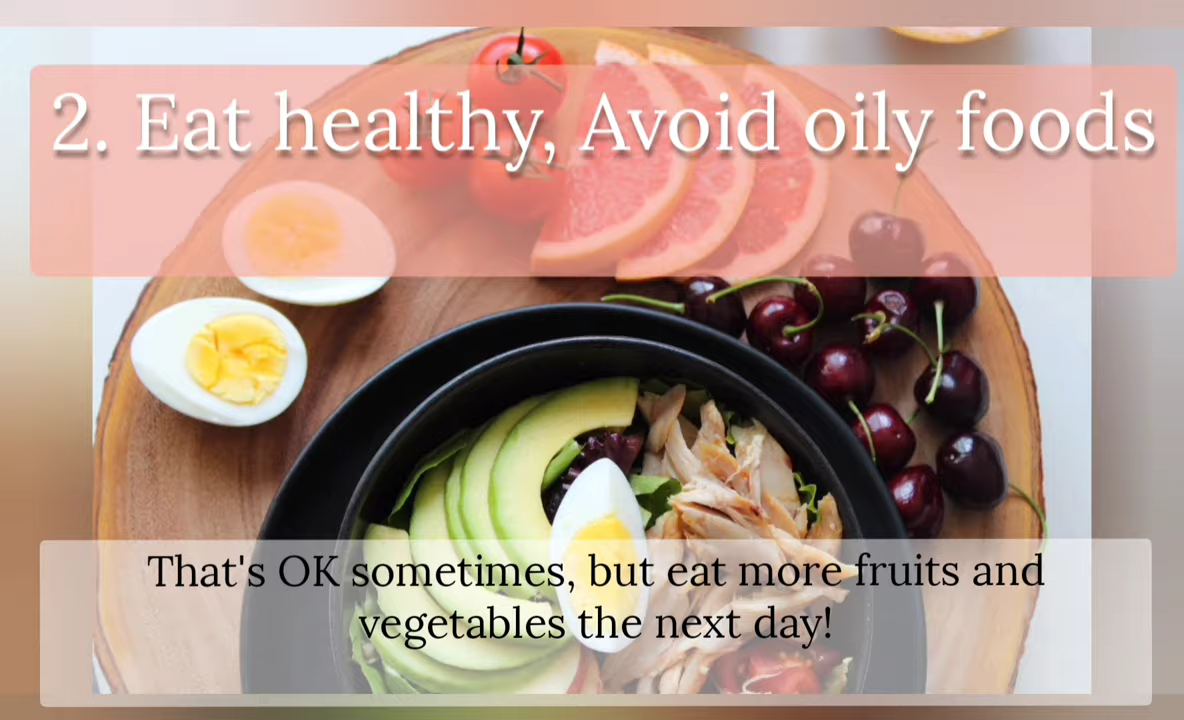 2. Eat healthy, Avoid oily foods
That's OK sometimes, but eat more fruits and
vegetables the next day!